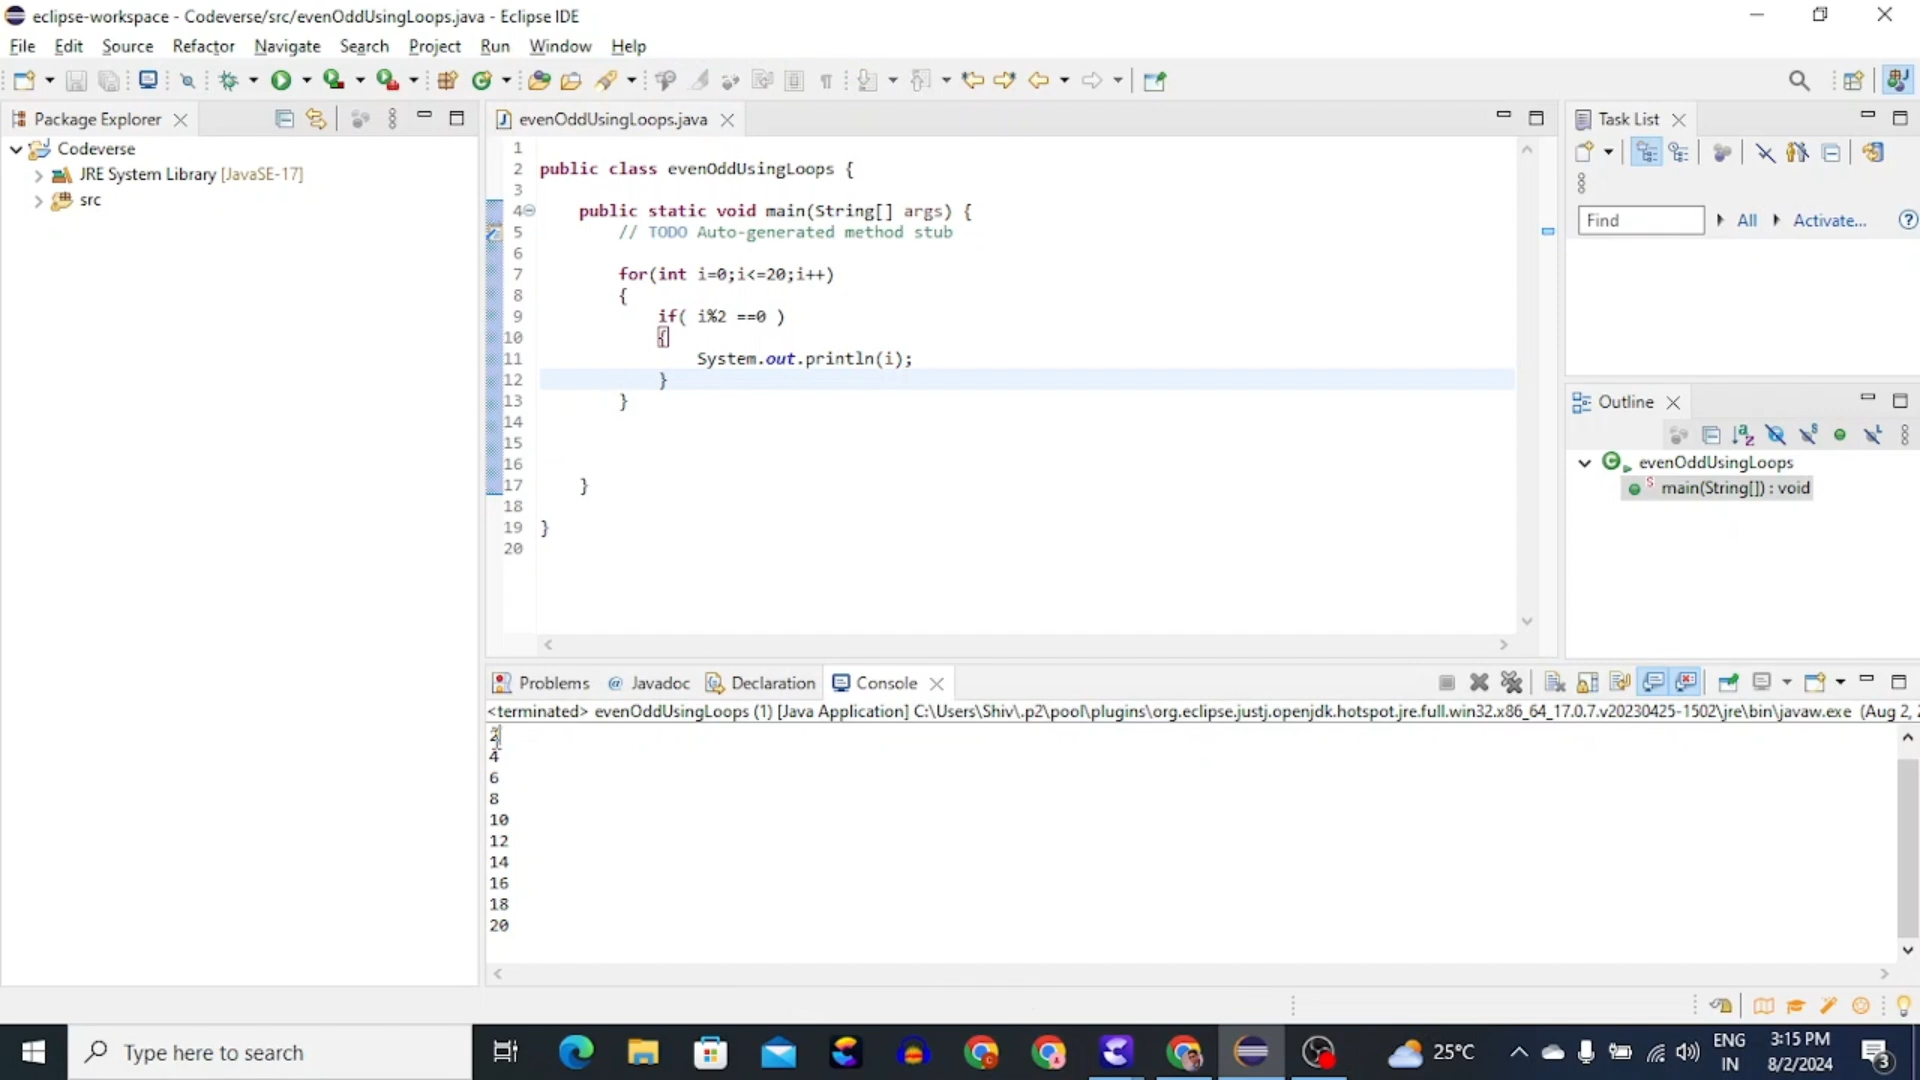 eclipse-workspace - Codeverse/src/evenOddUsingLoops.java - Eclipse IDE
File Edit Source Refactor Navigate Search Project Run Window Help
Package Explorer
Codeverse
JRE System Library [JavaSE-17]
src
evenOddUsingLoops.java
1
2 public class evenOddUsingLoops {
3
4 public static void main(String[] args) {
5 // TODO Auto-generated method stub
6
7 for(int i=0;i<=20;i++)
8 {
9 if( i%2 ==0 )
10 {
11 System.out.println(i);
12 }
13 }
14
15
16
17 }
18
19 }
20
Task List
Find All Activate...
Outline
evenOddUsingLoops
main(String[]) : void
Problems Javadoc Declaration Console
<terminated> evenOddUsingLoops (1) [Java Application] C:\Users\Shiv\.p2\pool\plugins\org.eclipse.justj.openjdk.hotspot.jre.full.win32.x86_64_17.0.7.v20230425-1502\jre\bin\javaw.exe (Aug 2, 2
2
4
6
8
10
12
14
16
18
20
Type here to search
25°C
ENG
IN
3:15 PM
8/2/2024
3